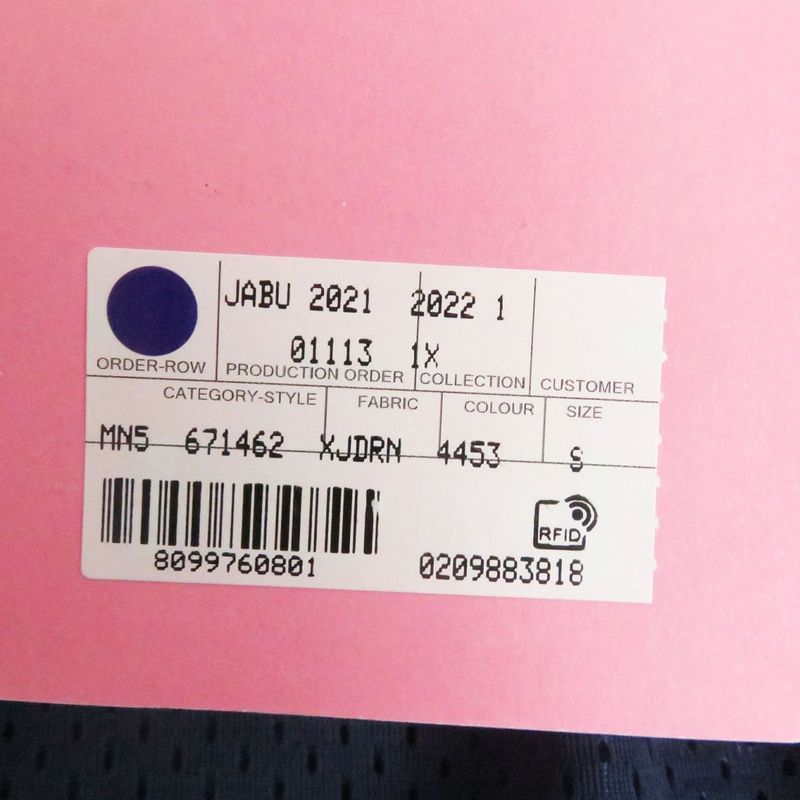 JABU 2021 2022 1
01113 1X
ORDER-ROW PRODUCTION ORDER COLLECTION CUSTOMER
CATEGORY-STYLE FABRIC COLOUR SIZE
MN5 671462 XJDRN 4453 S
RFID
8099760801 0209883818